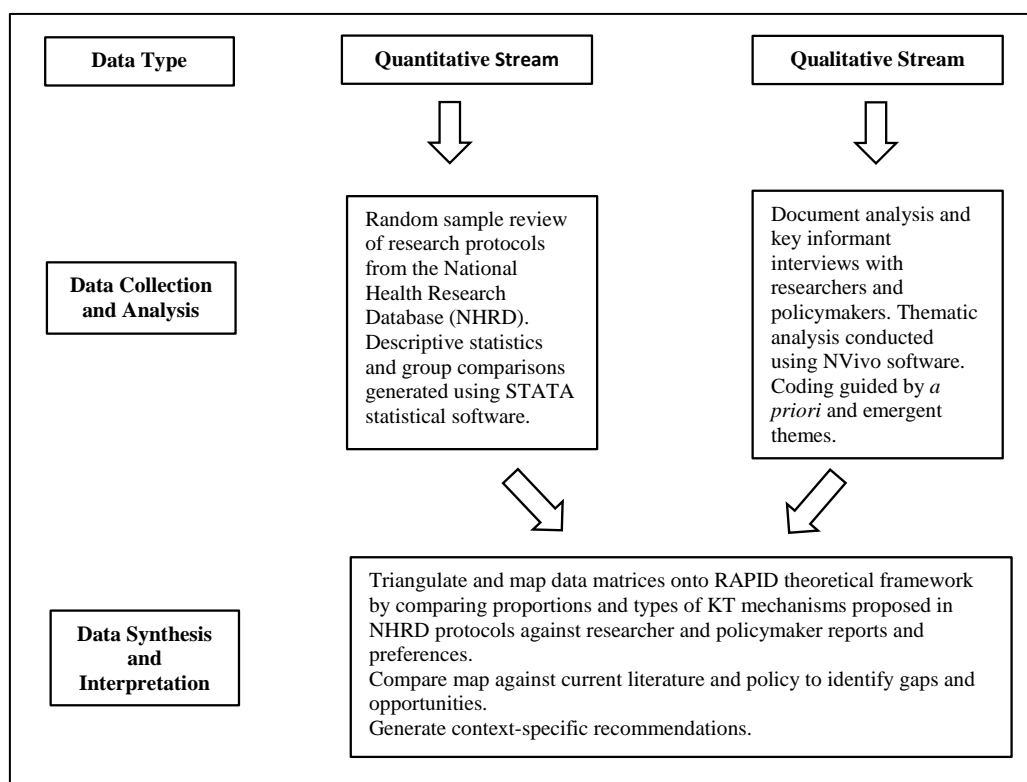 Data Type
Quantitative Stream
Qualitative Stream
Data Collection
and Analysis
Random sample review
of research protocols
from the National
Health Research
Database (NHRD).
Descriptive statistics
and group comparisons
generated using STATA
statistical software.
Document analysis and
key informant
interviews with
researchers and
policymakers. Thematic
analysis conducted
using NVivo software.
Coding guided by a
priori and emergent
themes.
Data Synthesis
and
Interpretation
Triangulate and map data matrices onto RAPID theoretical framework
by comparing proportions and types of KT mechanisms proposed in
NHRD protocols against researcher and policymaker reports and
preferences.
Compare map against current literature and policy to identify gaps and
opportunities.
Generate context-specific recommendations.